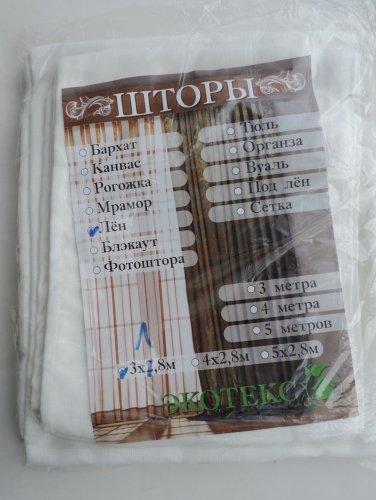 ШТОРЫ
Бархат
Канвас
Рогожка
Мрамор
Лён
Блэкаут
Фотоштора
Тюль
Органза
Вуаль
Под лён
Сетка
3 метра
4 метра
5 метров
3х2,8м 4х2,8м 5х2,8м
ЭКОТЕКС